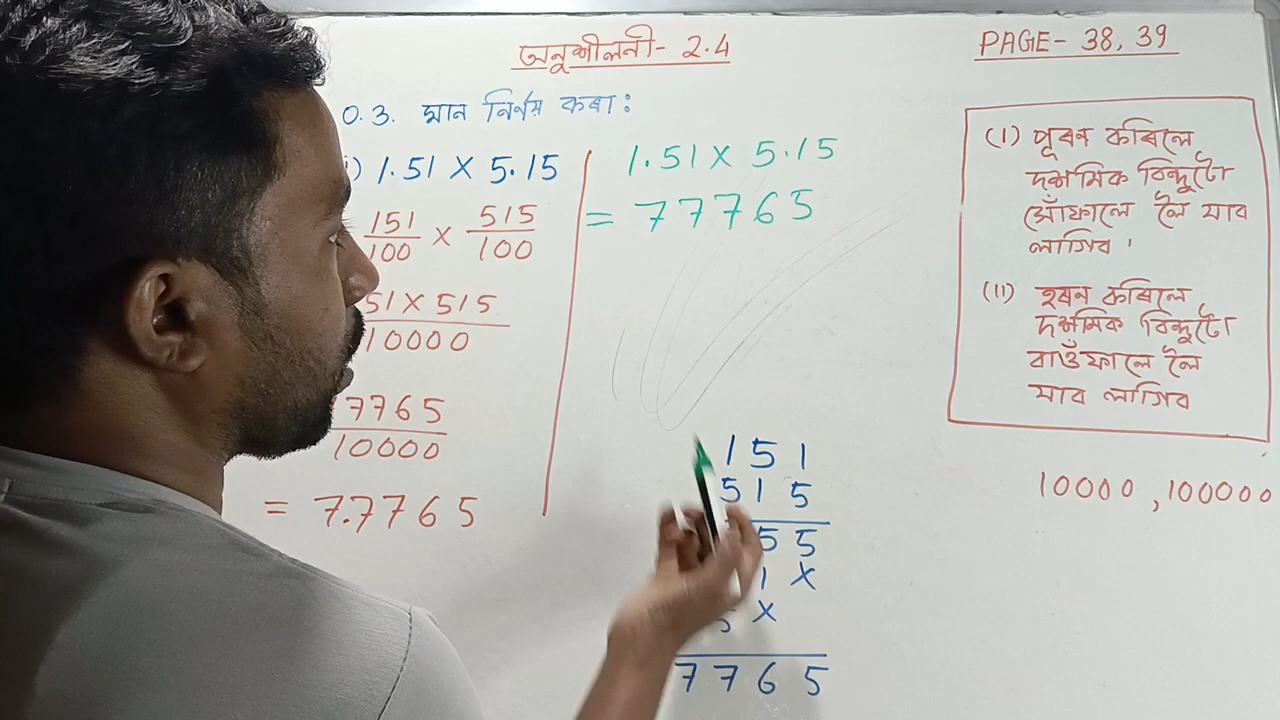 অনুশীলনী- 2.4
PAGE- 38, 39
0.3. মান নিৰ্ণয় কৰা :
) 1.51 X 5.15
151/100 X 515/100
51 X 515/10000
7765/10000
= 7.7765
1.51 X 5.15
= 77765
151
515
55
1 X
5 X
7765
(I) পূৰণ কৰিলে
দশমিক বিন্দুটো
সোঁফালে লৈ যাব
লাগিব ।
(II) হৰণ কৰিলে
দশমিক বিন্দুটো
বাওঁফালে লৈ
যাব লাগিব
10000 , 100000